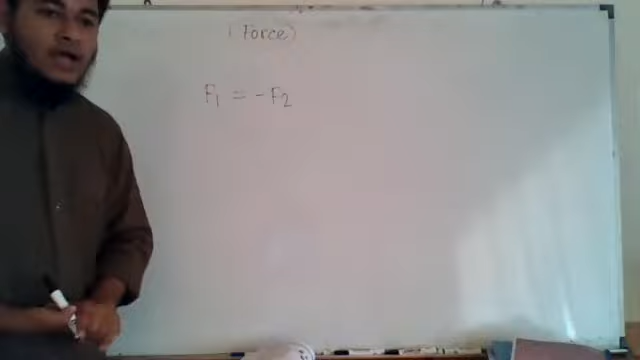 (Force)
F₁ = -F₂